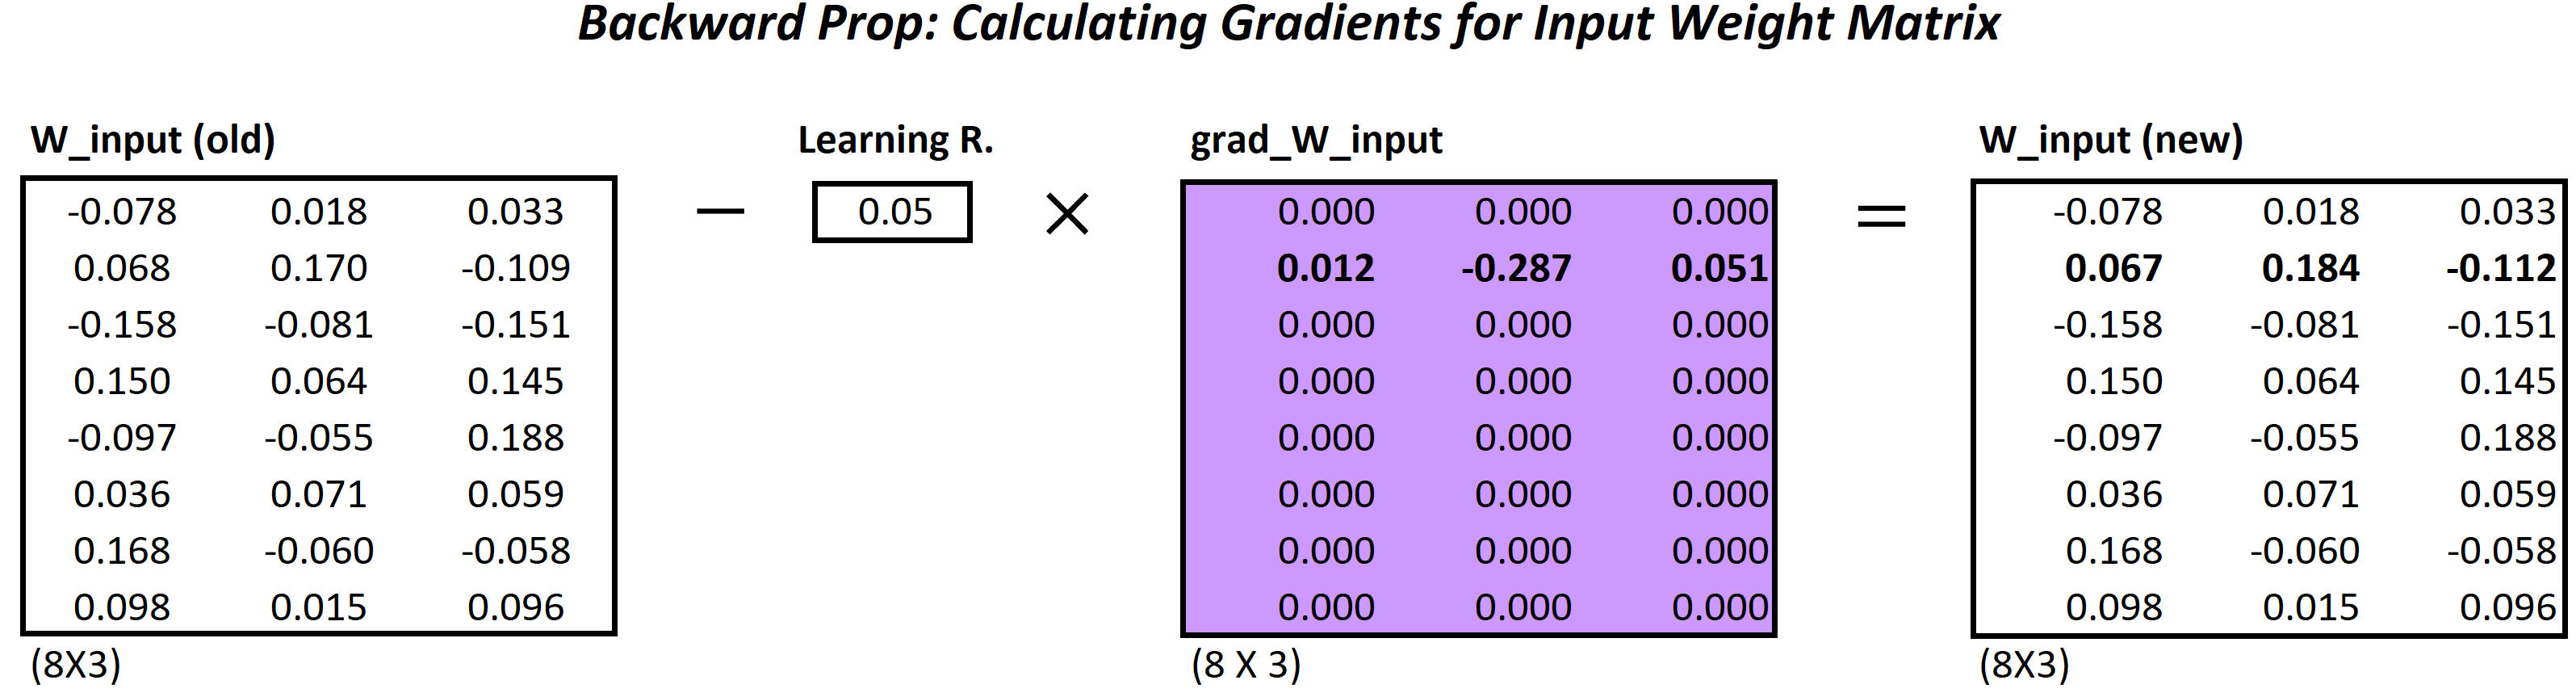 Backward Prop: Calculating Gradients for Input Weight Matrix
W_input (old) Learning R. grad_W_input W_input (new)
-0.078 0.018 0.033 − 0.05 × 0.000 0.000 0.000 = -0.078 0.018 0.033
0.068 0.170 -0.109 0.012 -0.287 0.051 0.067 0.184 -0.112
-0.158 -0.081 -0.151 0.000 0.000 0.000 -0.158 -0.081 -0.151
0.150 0.064 0.145 0.000 0.000 0.000 0.150 0.064 0.145
-0.097 -0.055 0.188 0.000 0.000 0.000 -0.097 -0.055 0.188
0.036 0.071 0.059 0.000 0.000 0.000 0.036 0.071 0.059
0.168 -0.060 -0.058 0.000 0.000 0.000 0.168 -0.060 -0.058
0.098 0.015 0.096 0.000 0.000 0.000 0.098 0.015 0.096
(8X3) (8 X 3) (8X3)